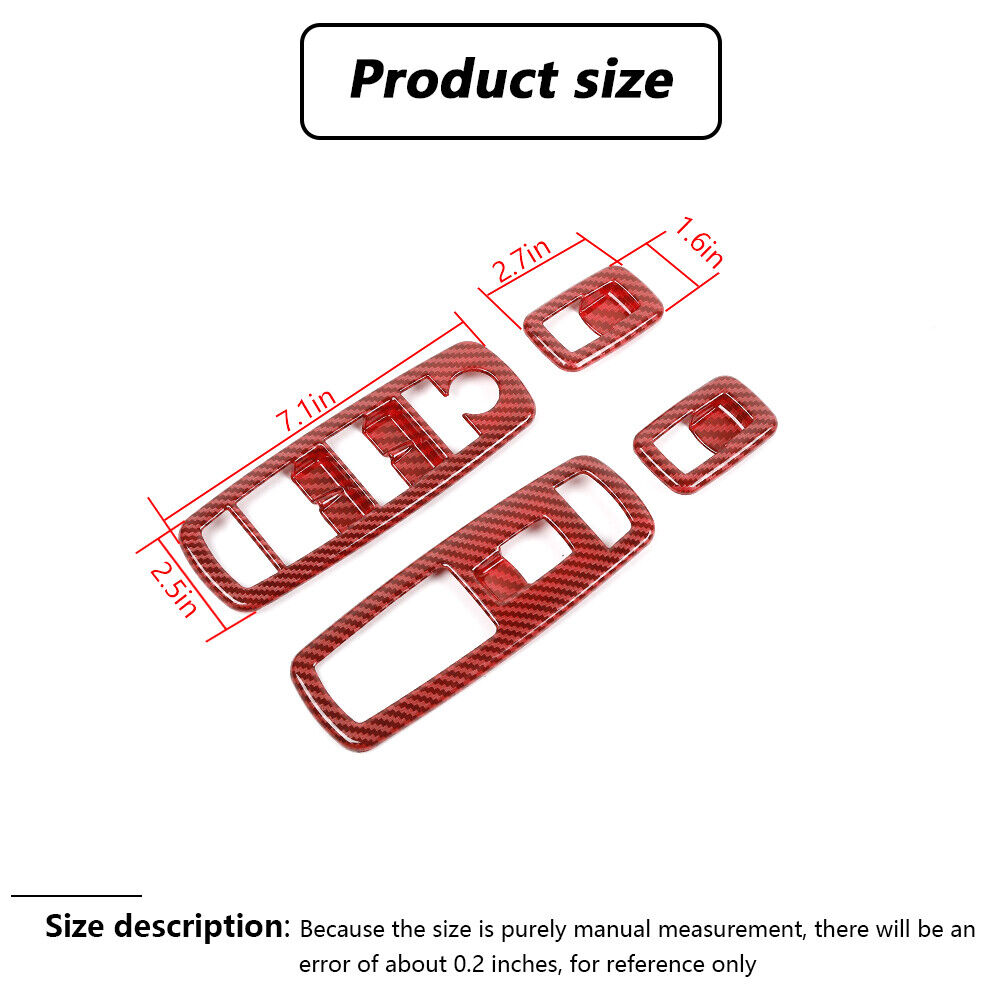 Product size
2.7in
1.6in
7.1in
2.5in
Size description: Because the size is purely manual measurement, there will be an
error of about 0.2 inches, for reference only